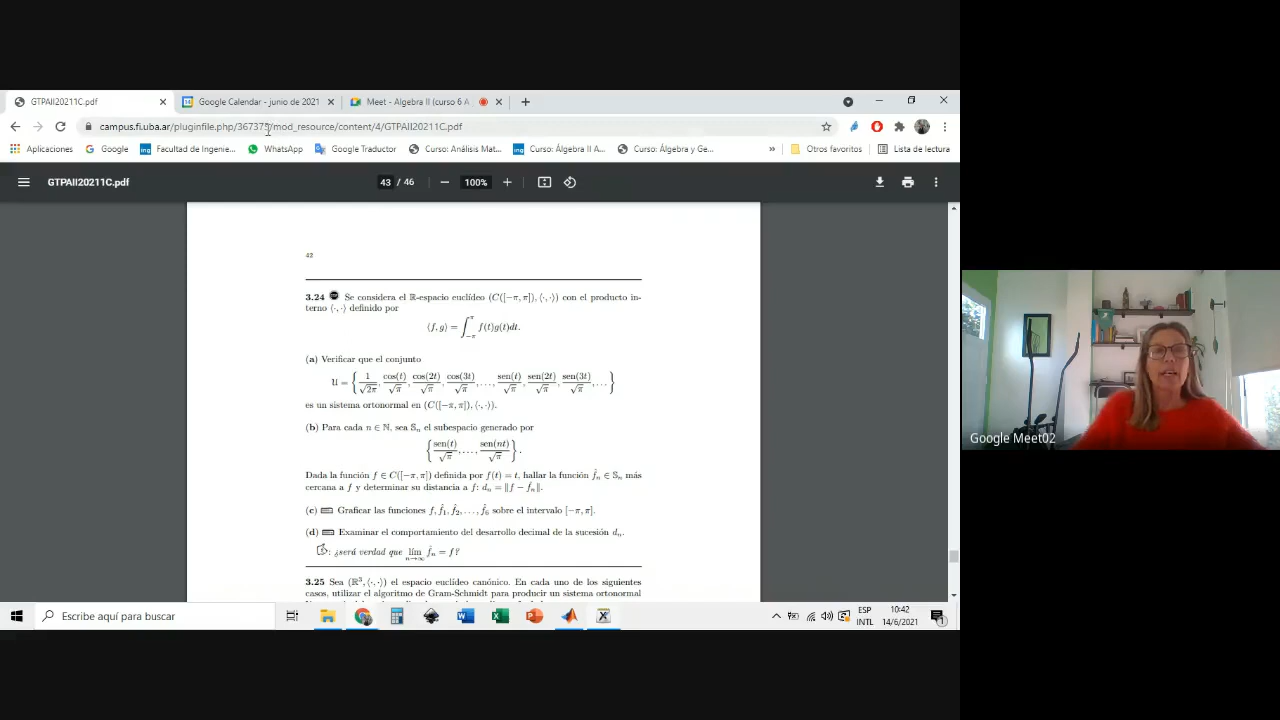 GTPAII20211C.pdf
Google Calendar - junio de 2021
Meet - Álgebra II (curso 6 A
campus.fi.uba.ar/pluginfile.php/367375/mod_resource/content/4/GTPAII20211C.pdf
Aplicaciones
Google
Facultad de Ingenie...
WhatsApp
Google Traductor
Curso: Análisis Mat...
Curso: Álgebra II A...
Curso: Álgebra y Ge...
»
Otros favoritos
Lista de lectura
GTPAII20211C.pdf
43 / 46
100%
42
3.24 Se considera el ℝ-espacio euclídeo (C([−π, π]), ⟨·, ·⟩) con el producto in-
terno ⟨·, ·⟩ definido por
⟨f, g⟩ = ∫_{−π}^{π} f(t)g(t)dt.
(a) Verificar que el conjunto
𝒰 = { 1/√2π, cos(t)/√π, cos(2t)/√π, cos(3t)/√π, . . . , sen(t)/√π, sen(2t)/√π, sen(3t)/√π, . . . }
es un sistema ortonormal en (C([−π, π]), ⟨·, ·⟩).
(b) Para cada n ∈ ℕ, sea 𝕊ₙ el subespacio generado por
{ sen(t)/√π, . . . , sen(nt)/√π }.
Dada la función f ∈ C([−π, π]) definida por f(t) = t, hallar la función f̂ₙ ∈ 𝕊ₙ más
cercana a f y determinar su distancia a f: dₙ = ‖f − f̂ₙ‖.
(c) Graficar las funciones f, f̂₁, f̂₂, . . . , f̂₆ sobre el intervalo [−π, π].
(d) Examinar el comportamiento del desarrollo decimal de la sucesión dₙ.
: ¿será verdad que lím_{n→∞} f̂ₙ = f?
3.25 Sea (ℝ³, ⟨·, ·⟩) el espacio euclídeo canónico. En cada uno de los siguientes
casos, utilizar el algoritmo de Gram-Schmidt para producir un sistema ortonormal
Google Meet02
Escribe aquí para buscar
ESP
INTL
10:42
14/6/2021